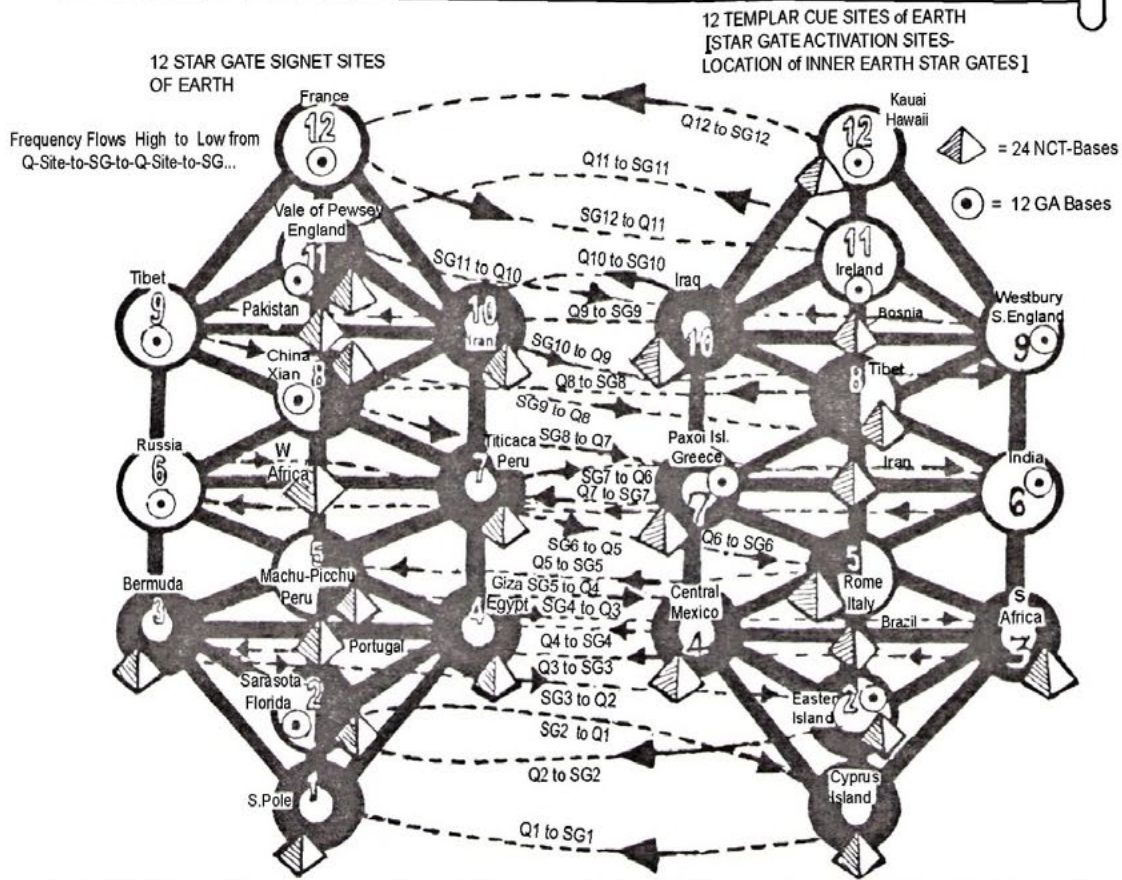 12 TEMPLAR CUE SITES of EARTH
[STAR GATE ACTIVATION SITES-
LOCATION of INNER EARTH STAR GATES]
12 STAR GATE SIGNET SITES
OF EARTH
Frequency Flows High to Low from
Q-Site-to-SG-to-Q-Site-to-SG...
= 24 NCT-Bases
= 12 GA Bases
France
12
Vale of Pewsey
England
11
Tibet
9
Pakistan
10
Iran
China
Xian
8
Russia
6
W
Africa
Titicaca
Peru
7
5
Machu-Picchu
Peru
Bermuda
3
Giza
Egypt
4
Portugal
Sarasota
Florida
2
S.Pole
1
Q12 to SG12
Q11 to SG11
SG12 to Q11
SG11 to Q10
Q10 to SG10
Q9 to SG9
SG10 to Q9
Q8 to SG8
SG9 to Q8
SG8 to Q7
SG7 to Q6
Q7 to SG7
SG6 to Q5
Q6 to SG6
Q5 to SG5
SG5 to Q4
SG4 to Q3
Q4 to SG4
Q3 to SG3
SG3 to Q2
SG2 to Q1
Q2 to SG2
Q1 to SG1
Kauai
Hawaii
12
11
Ireland
Iraq
10
Bosnia
Westbury
S.England
9
8
Tibet
Paxoi Isl.
Greece
7
Iran
India
6
5
Rome
Italy
Central
Mexico
4
Brazil
S
Africa
3
Easter
Island
2
Cyprus
Island